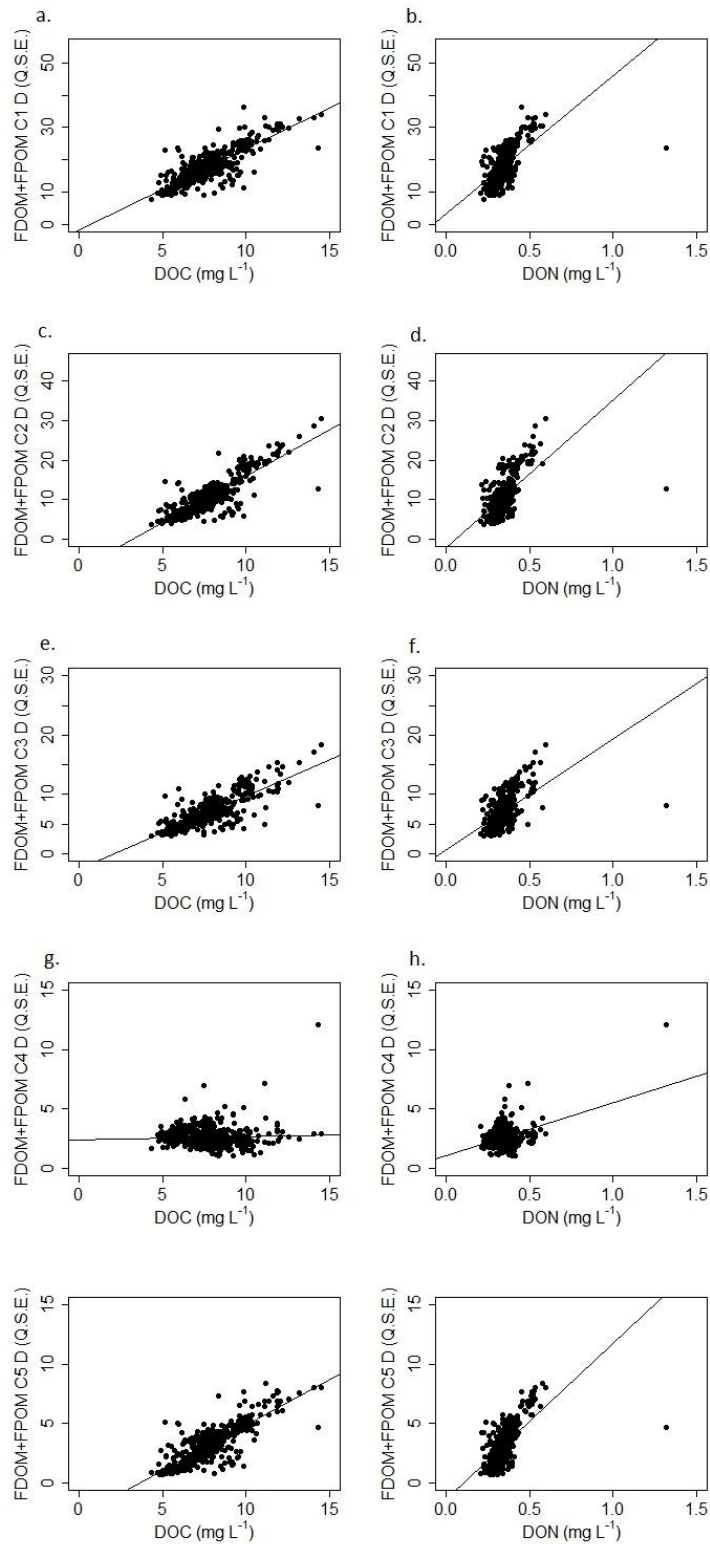 a.
FDOM+FPOM C1 D (Q.S.E.)
0 10 30 50
0 5 10 15
DOC (mg L⁻¹)
b.
FDOM+FPOM C1 D (Q.S.E.)
0 10 30 50
0.0 0.5 1.0 1.5
DON (mg L⁻¹)
c.
FDOM+FPOM C2 D (Q.S.E.)
0 10 20 30 40
0 5 10 15
DOC (mg L⁻¹)
d.
FDOM+FPOM C2 D (Q.S.E.)
0 10 20 30 40
0.0 0.5 1.0 1.5
DON (mg L⁻¹)
e.
FDOM+FPOM C3 D (Q.S.E.)
0 5 10 20 30
0 5 10 15
DOC (mg L⁻¹)
f.
FDOM+FPOM C3 D (Q.S.E.)
0 5 10 20 30
0.0 0.5 1.0 1.5
DON (mg L⁻¹)
g.
FDOM+FPOM C4 D (Q.S.E.)
0 5 10 15
0 5 10 15
DOC (mg L⁻¹)
h.
FDOM+FPOM C4 D (Q.S.E.)
0 5 10 15
0.0 0.5 1.0 1.5
DON (mg L⁻¹)
FDOM+FPOM C5 D (Q.S.E.)
0 5 10 15
0 5 10 15
DOC (mg L⁻¹)
FDOM+FPOM C5 D (Q.S.E.)
0 5 10 15
0.0 0.5 1.0 1.5
DON (mg L⁻¹)